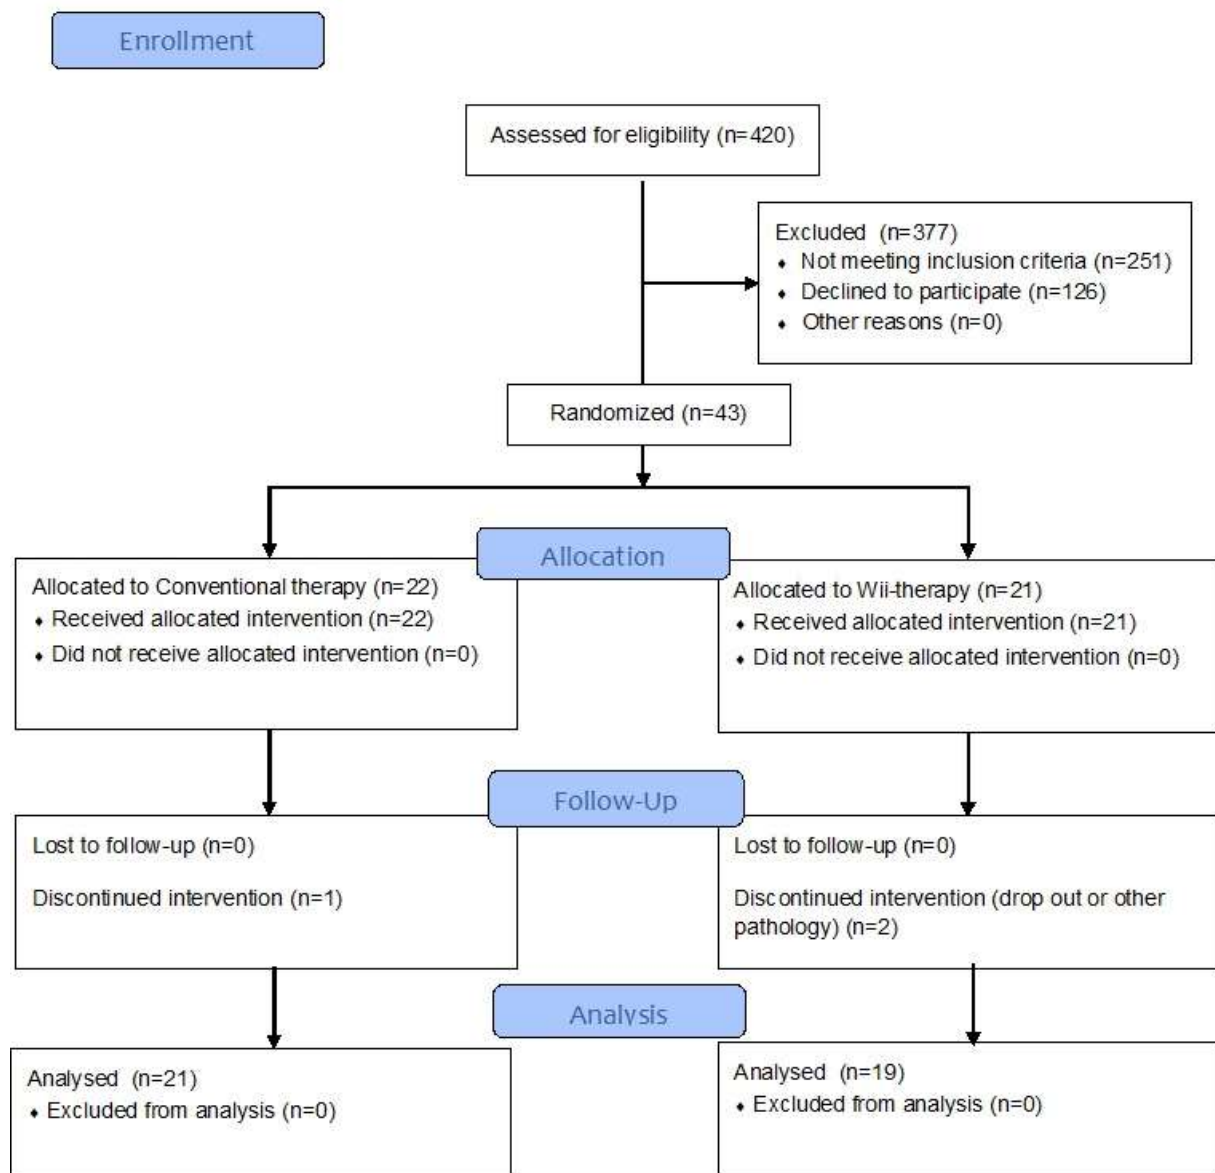 Enrollment
Assessed for eligibility (n=420)
Excluded (n=377)
♦ Not meeting inclusion criteria (n=251)
♦ Declined to participate (n=126)
♦ Other reasons (n=0)
Randomized (n=43)
Allocation
Allocated to Conventional therapy (n=22)
♦ Received allocated intervention (n=22)
♦ Did not receive allocated intervention (n=0)
Allocated to Wii-therapy (n=21)
♦ Received allocated intervention (n=21)
♦ Did not receive allocated intervention (n=0)
Follow-Up
Lost to follow-up (n=0)
Discontinued intervention (n=1)
Lost to follow-up (n=0)
Discontinued intervention (drop out or other
pathology) (n=2)
Analysis
Analysed (n=21)
♦ Excluded from analysis (n=0)
Analysed (n=19)
♦ Excluded from analysis (n=0)